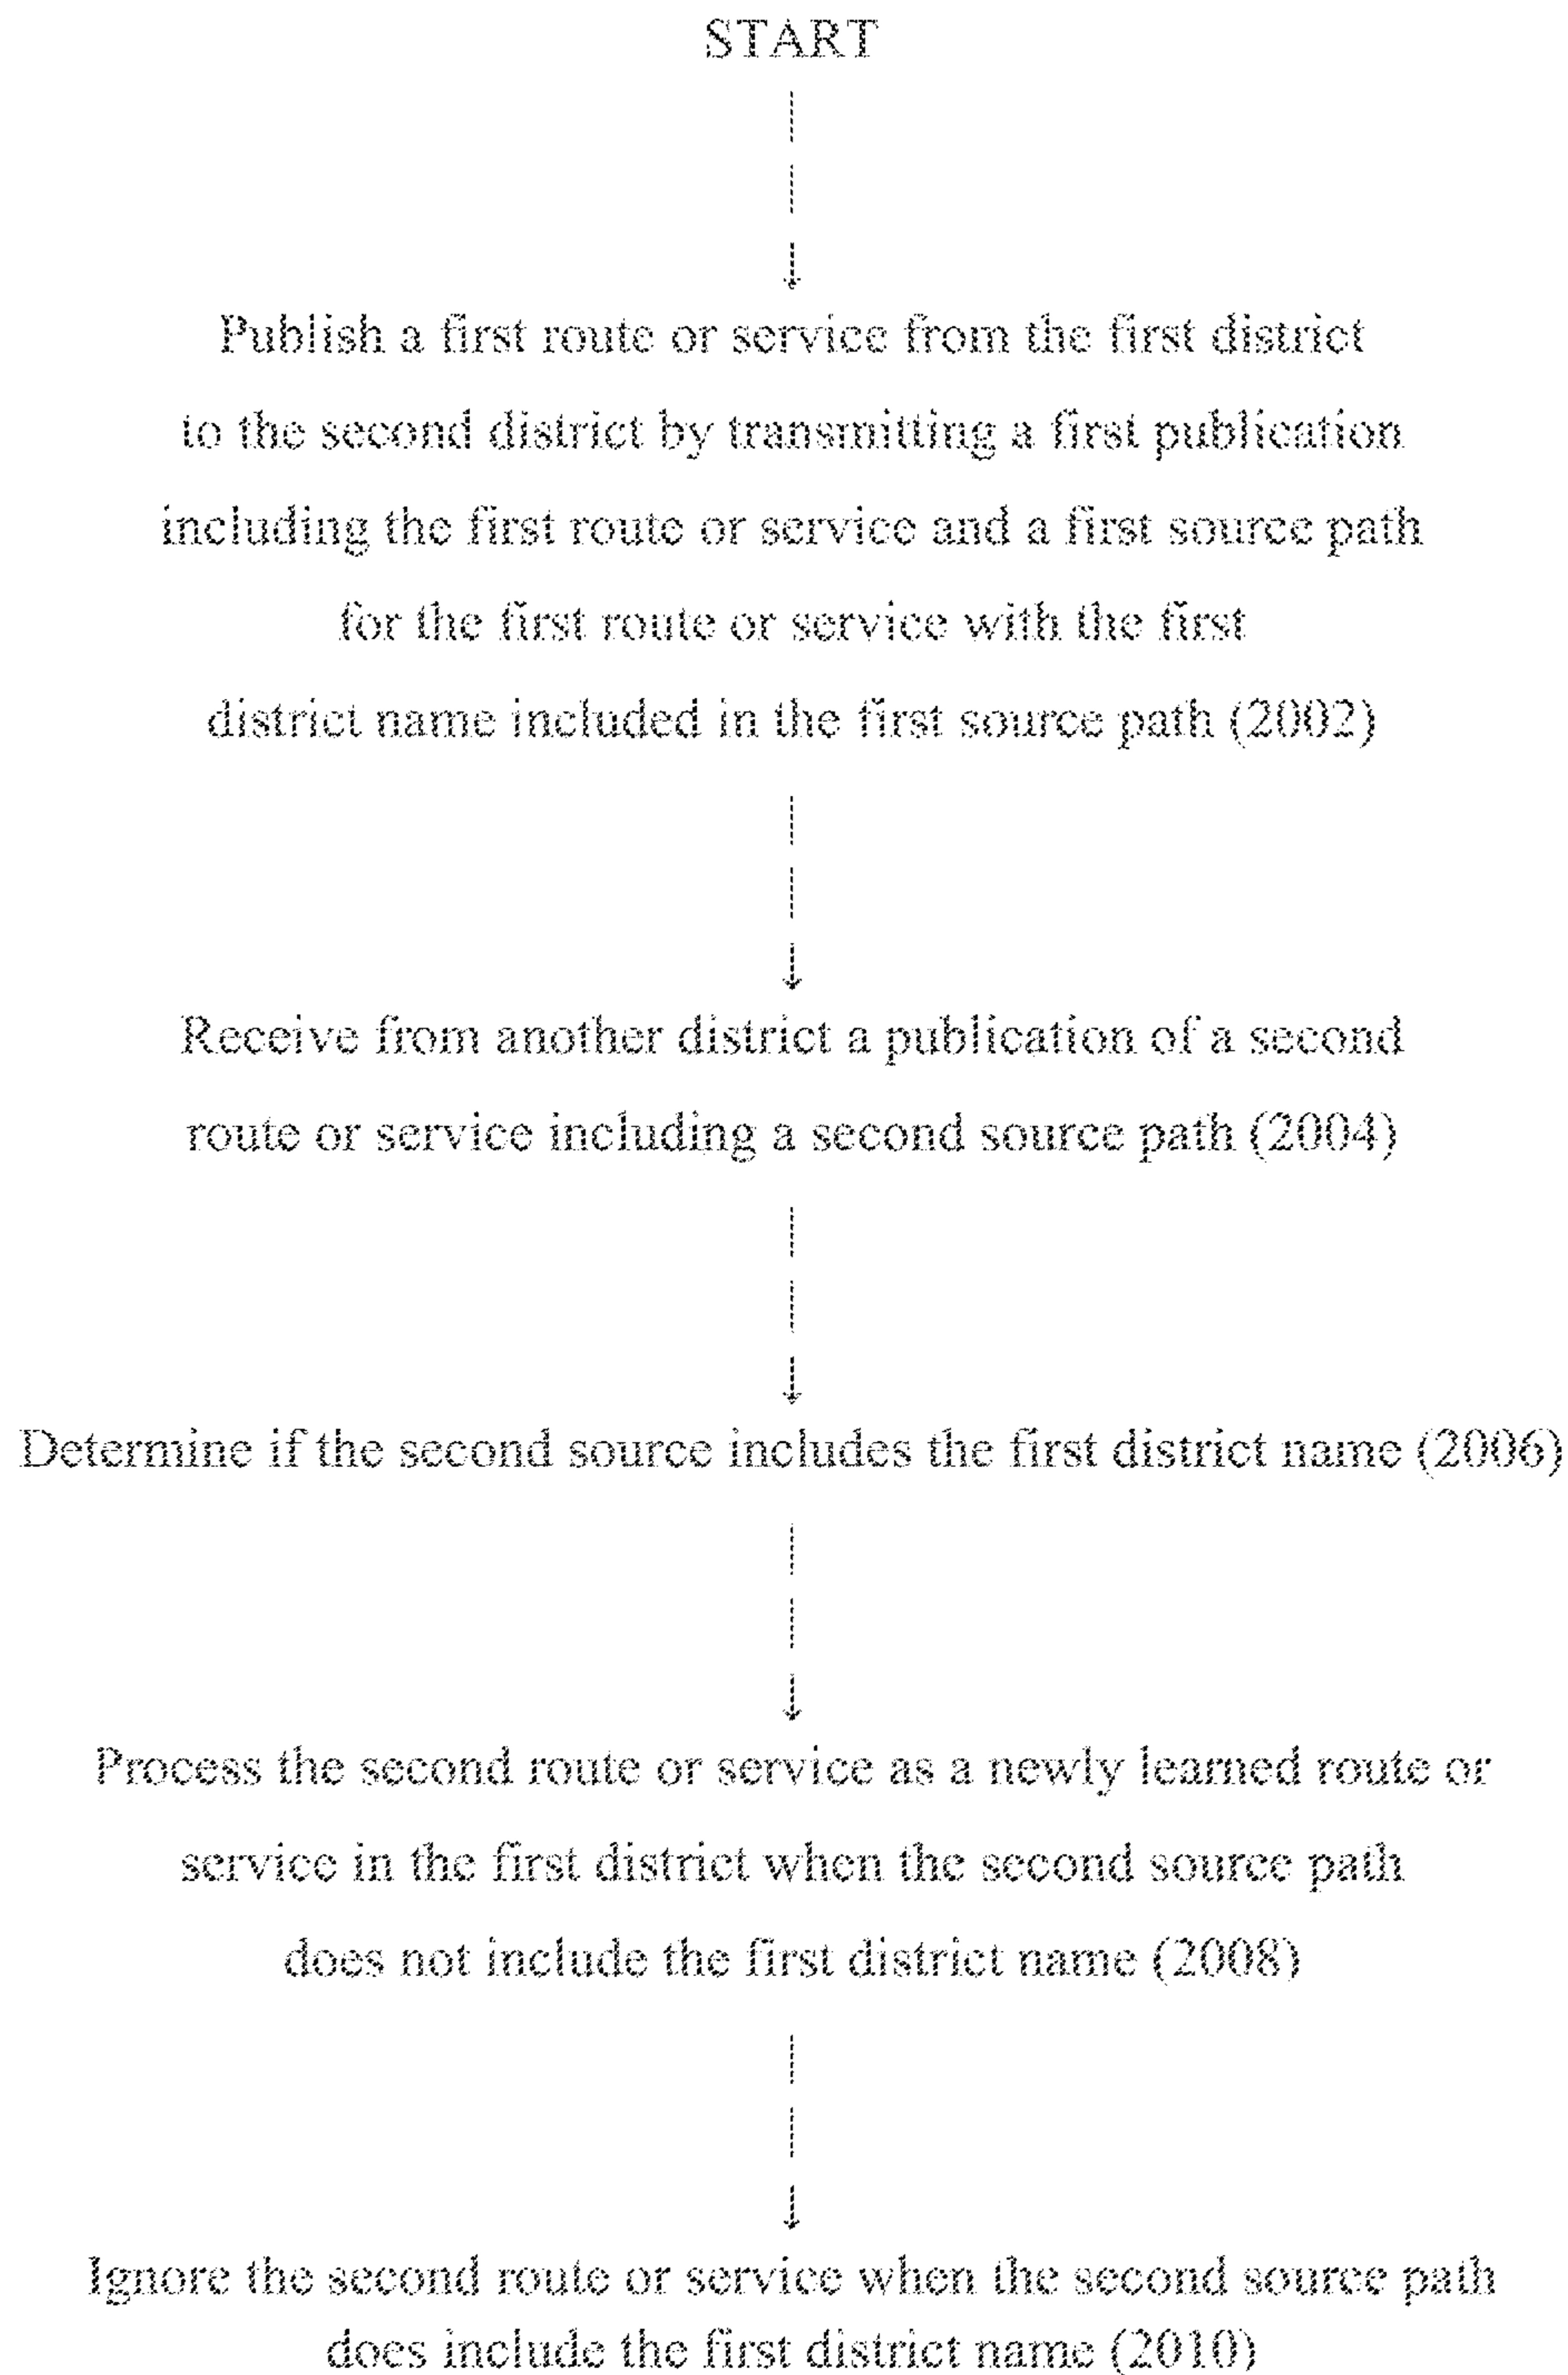 START
Publish a first route or service from the first district
to the second district by transmitting a first publication
including the first route or service and a first source path
for the first route or service with the first
district name included in the first source path (2002)
Receive from another district a publication of a second
route or service including a second source path (2004)
Determine if the second source includes the first district name (2006)
Process the second route or service as a newly learned route or
service in the first district when the second source path
does not include the first district name (2008)
Ignore the second route or service when the second source path
does include the first district name (2010)